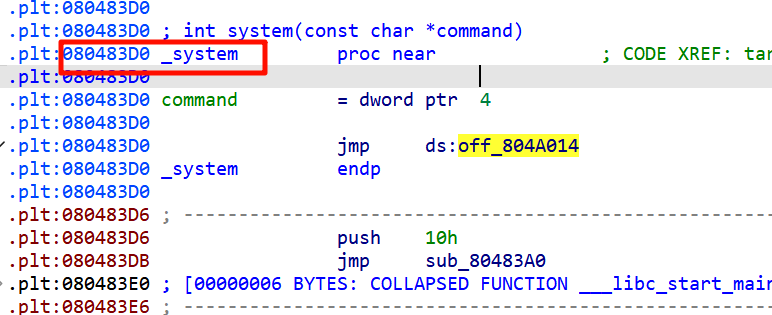 .plt:080483D0
.plt:080483D0 ; int system(const char *command)
.plt:080483D0 _system proc near ; CODE XREF:
.plt:080483D0
.plt:080483D0 command = dword ptr 4
.plt:080483D0
.plt:080483D0 jmp ds:off_804A014
.plt:080483D0 _system endp
.plt:080483D0
.plt:080483D6 ; ---------------------------------------------------------
.plt:080483D6 push 10h
.plt:080483DB jmp sub_80483A0
.plt:080483E0 ; [00000006 BYTES: COLLAPSED FUNCTION ___libc_start_main
.plt:080483E6 ; ---------------------------------------------------------